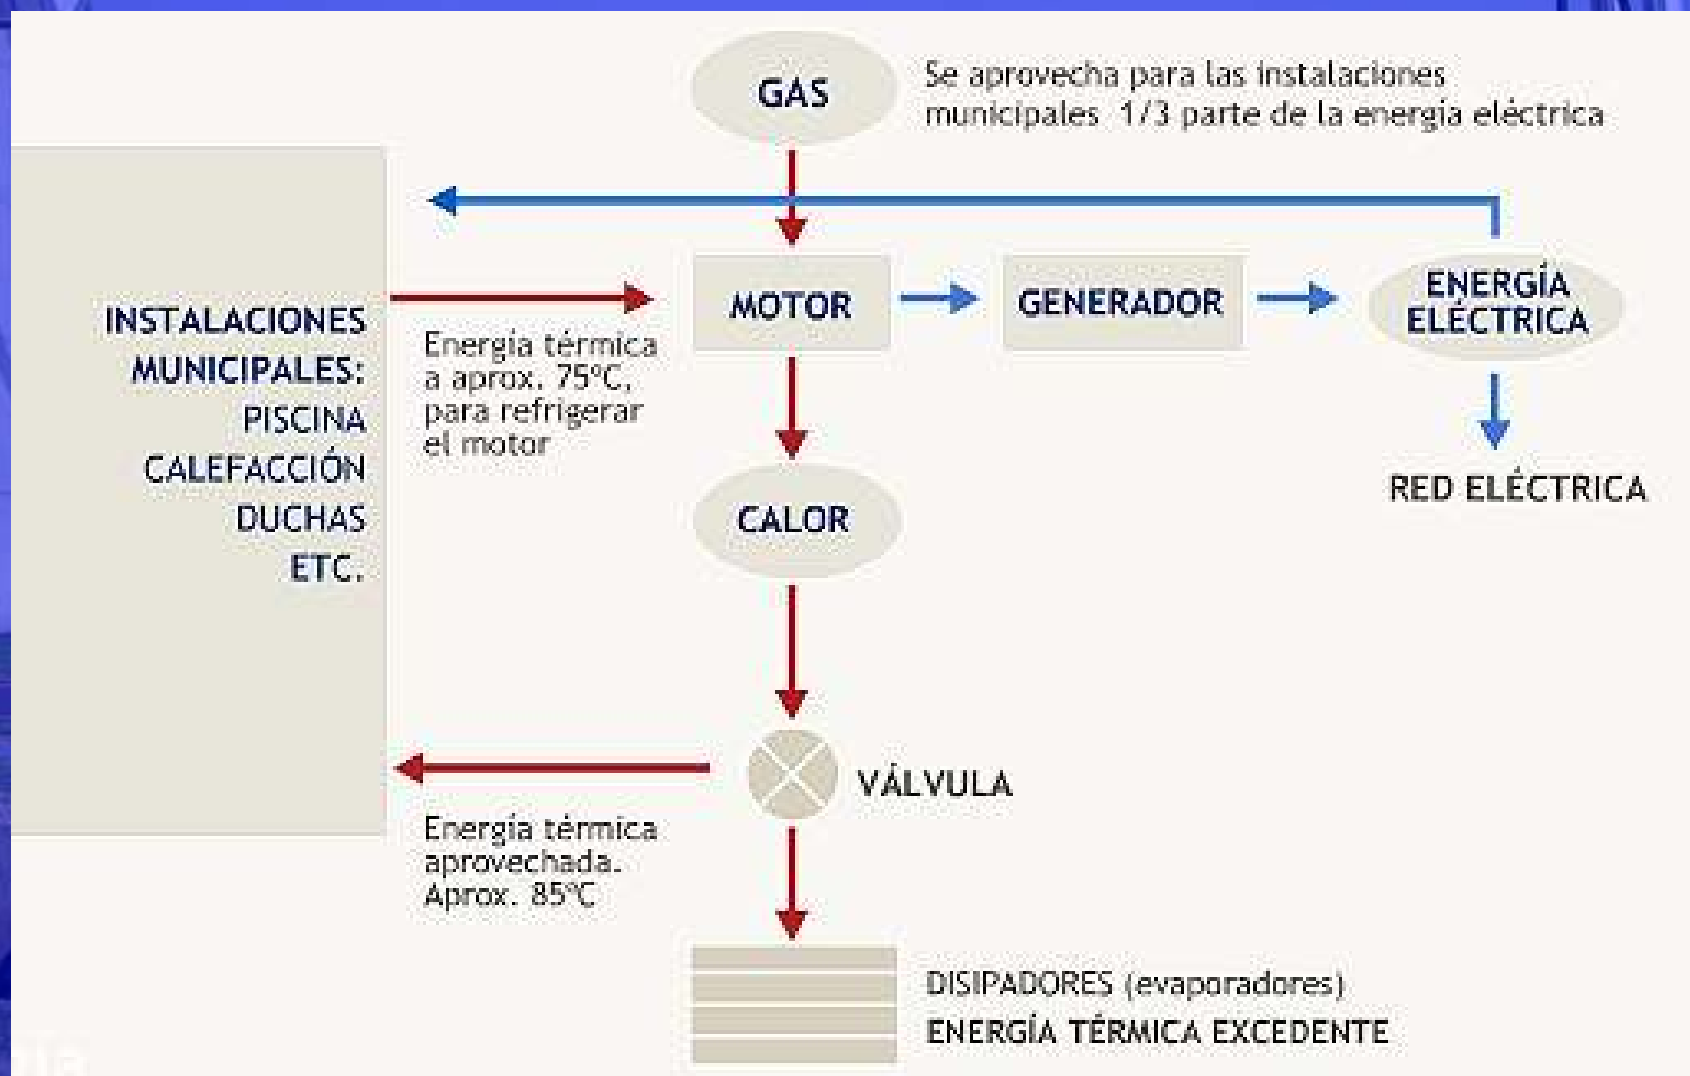 GAS
Se aprovecha para las instalaciones
municipales 1/3 parte de la energía eléctrica
INSTALACIONES
MUNICIPALES:
PISCINA
CALEFACCIÓN
DUCHAS
ETC.
Energía térmica
a aprox. 75ºC,
para refrigerar
el motor
MOTOR
GENERADOR
ENERGÍA
ELÉCTRICA
RED ELÉCTRICA
CALOR
VÁLVULA
Energía térmica
aprovechada.
Aprox. 85ºC
DISIPADORES (evaporadores)
ENERGÍA TÉRMICA EXCEDENTE